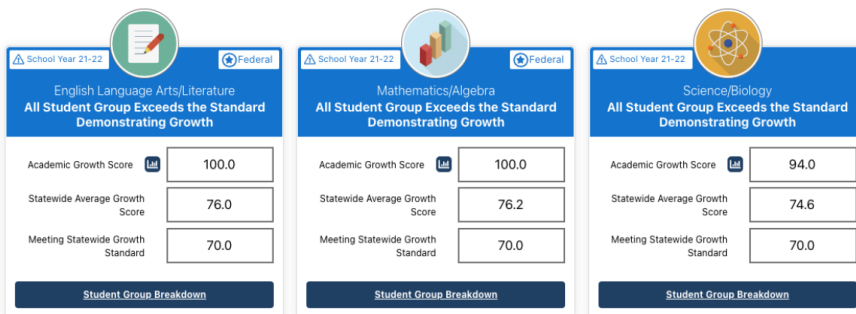 School Year 21-22
Federal
English Language Arts/Literature
All Student Group Exceeds the Standard
Demonstrating Growth
Academic Growth Score
100.0
Statewide Average Growth
Score
76.0
Meeting Statewide Growth
Standard
70.0
Student Group Breakdown
School Year 21-22
Federal
Mathematics/Algebra
All Student Group Exceeds the Standard
Demonstrating Growth
Academic Growth Score
100.0
Statewide Average Growth
Score
76.2
Meeting Statewide Growth
Standard
70.0
Student Group Breakdown
School Year 21-22
Science/Biology
All Student Group Exceeds the Standard
Demonstrating Growth
Academic Growth Score
94.0
Statewide Average Growth
Score
74.6
Meeting Statewide Growth
Standard
70.0
Student Group Breakdown